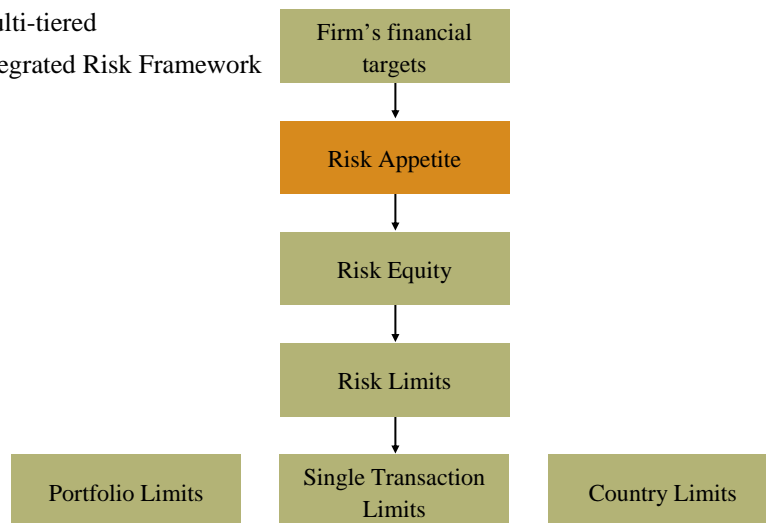 ulti-tiered
egrated Risk Framework
Firm's financial
targets
Risk Appetite
Risk Equity
Risk Limits
Portfolio Limits
Single Transaction
Limits
Country Limits